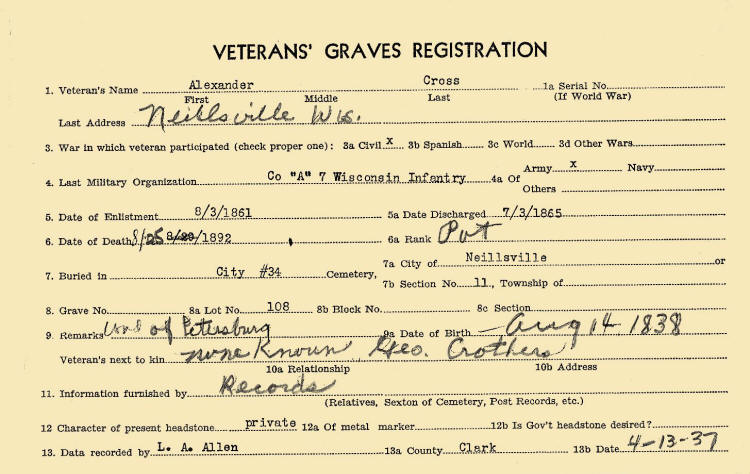 VETERANS' GRAVES REGISTRATION
1. Veteran's Name Alexander Cross 1a Serial No.
First Middle Last (If World War)
Last Address Neillsville Wis.
3. War in which veteran participated (check proper one): 3a Civil x 3b Spanish 3c World 3d Other Wars
4. Last Military Organization Co "A" 7 Wisconsin Infantry 4a Of Army x Navy
Others
5. Date of Enlistment 8/3/1861 5a Date Discharged 7/3/1865
6. Date of Death 8/25 8/29/1892 6a Rank Pvt
7. Buried in City #34 Cemetery, 7a City of Neillsville or
7b Section No. 11, Township of
8. Grave No. 8a Lot No. 108 8b Block No. 8c Section
9. Remarks Wnd of Petersburg 9a Date of Birth Aug 14. 1838
Veteran's next to kin none Known Geo. Crothers
10a Relationship 10b Address
11. Information furnished by Records
(Relatives, Sexton of Cemetery, Post Records, etc.)
12 Character of present headstone private 12a Of metal marker 12b Is Gov't headstone desired?
13. Data recorded by L. A. Allen 13a County Clark 13b Date 4-13-37